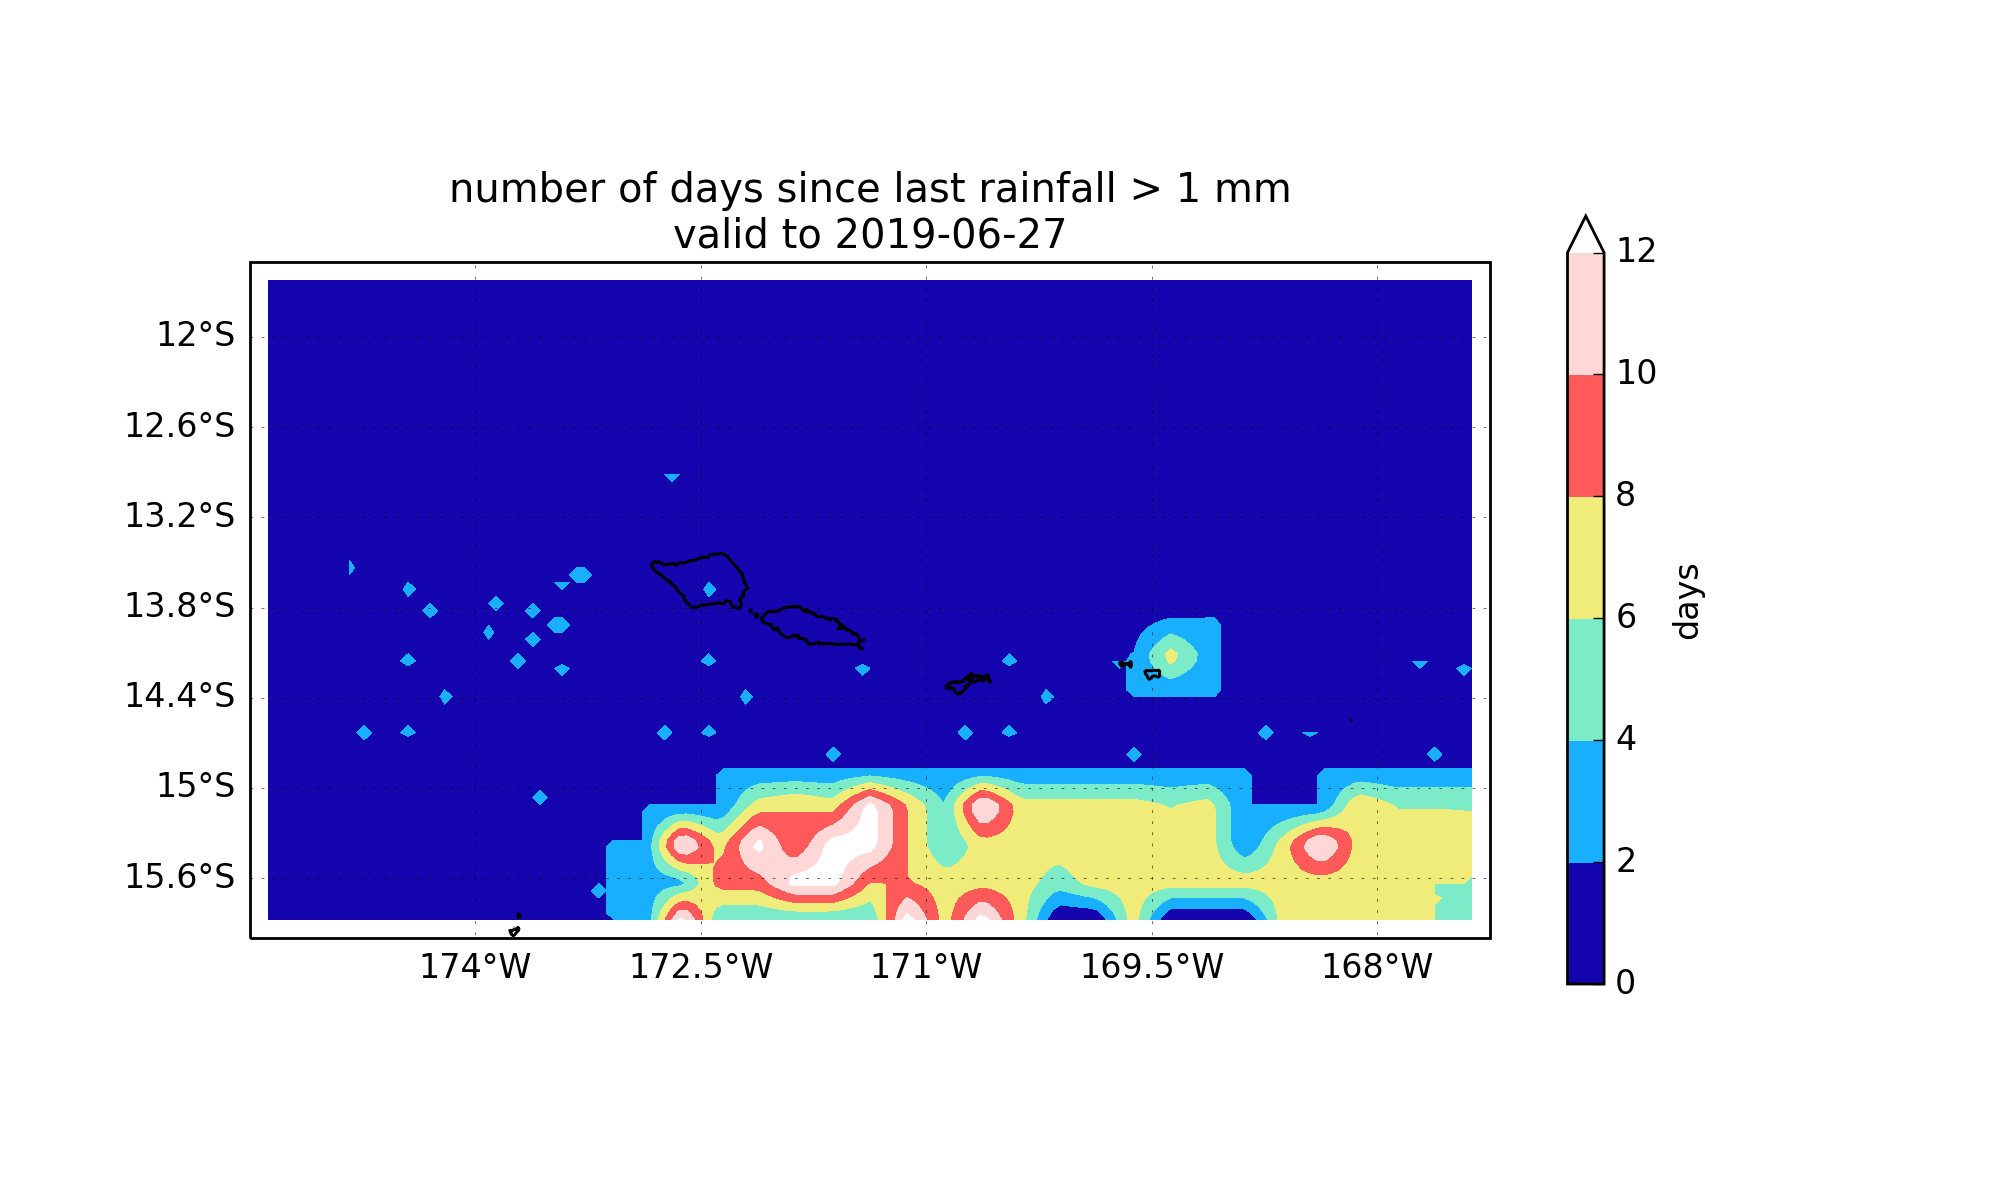 number of days since last rainfall > 1 mm
valid to 2019-06-27
12°S
12.6°S
13.2°S
13.8°S
14.4°S
15°S
15.6°S
174°W
172.5°W
171°W
169.5°W
168°W
12
10
8
6
4
2
0
days